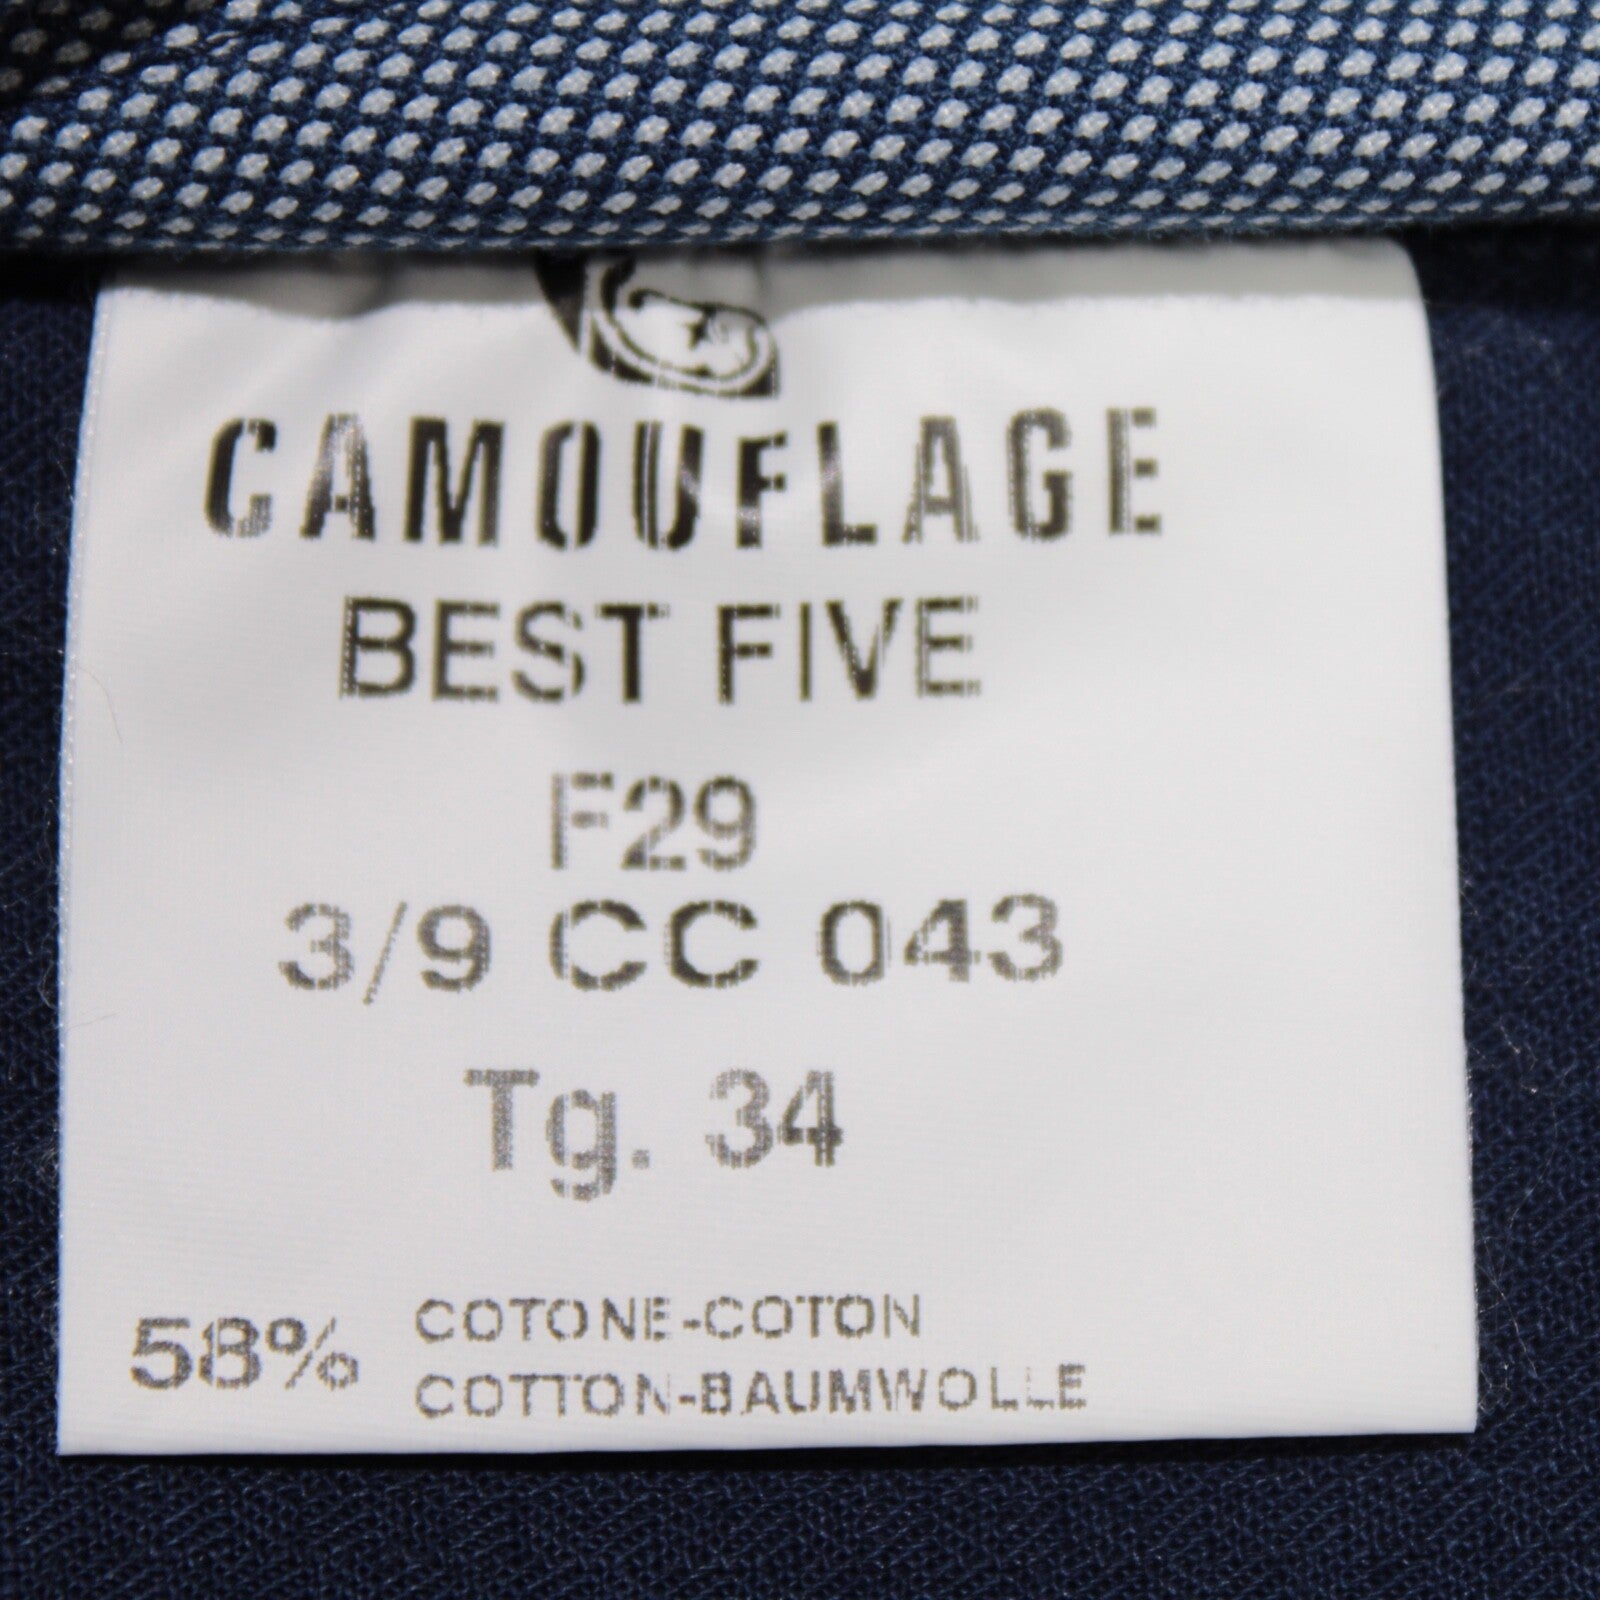 CAMOUFLAGE
BEST FIVE
F29
3/9 CC 043
Tg. 34
58% COTONE-COTON
COTTON-BAUMWOLLE